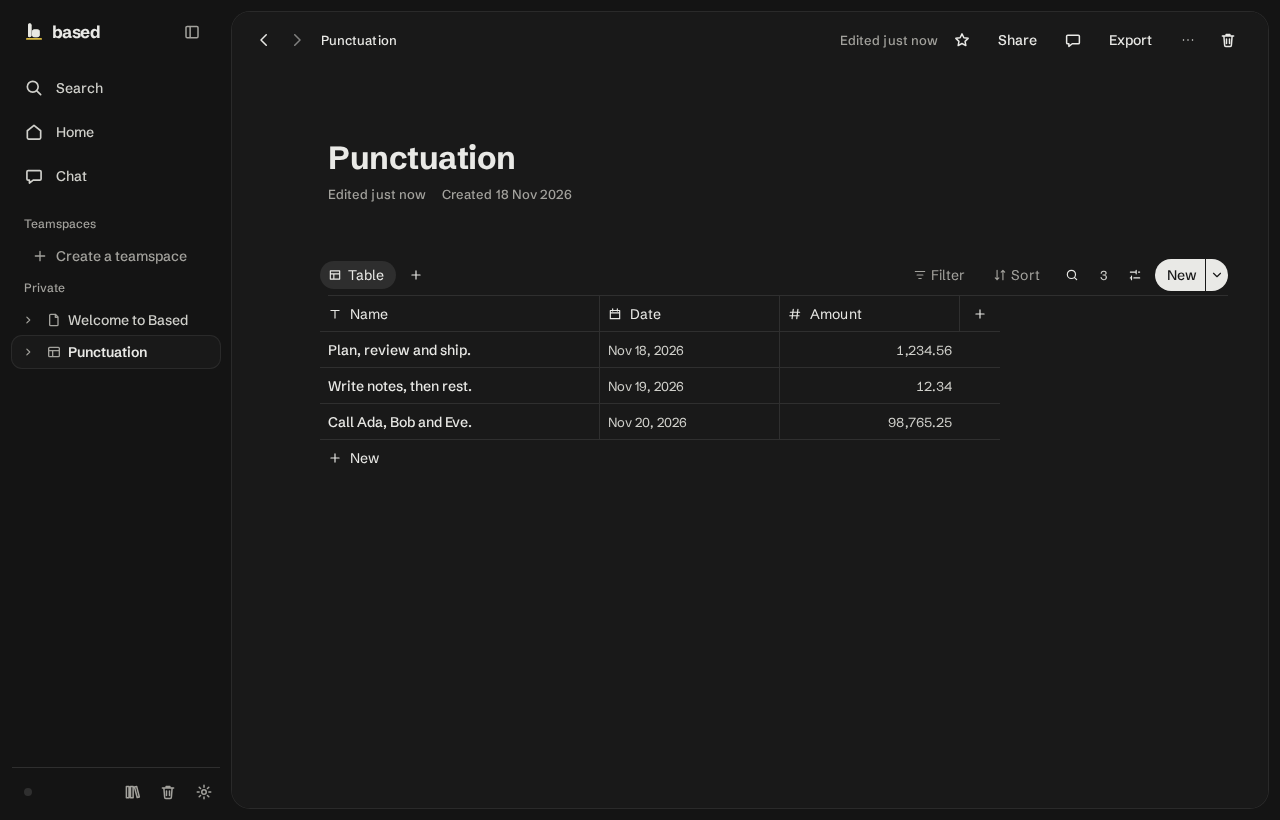 based
Search
Home
Chat
Teamspaces
Create a teamspace
Private
Welcome to Based
Punctuation
Punctuation
Edited just now
Share
Export
Punctuation
Edited just now Created 18 Nov 2026
Table
Filter Sort 3 New
Name Date Amount
Plan, review and ship. Nov 18, 2026 1,234.56
Write notes, then rest. Nov 19, 2026 12.34
Call Ada, Bob and Eve. Nov 20, 2026 98,765.25
New